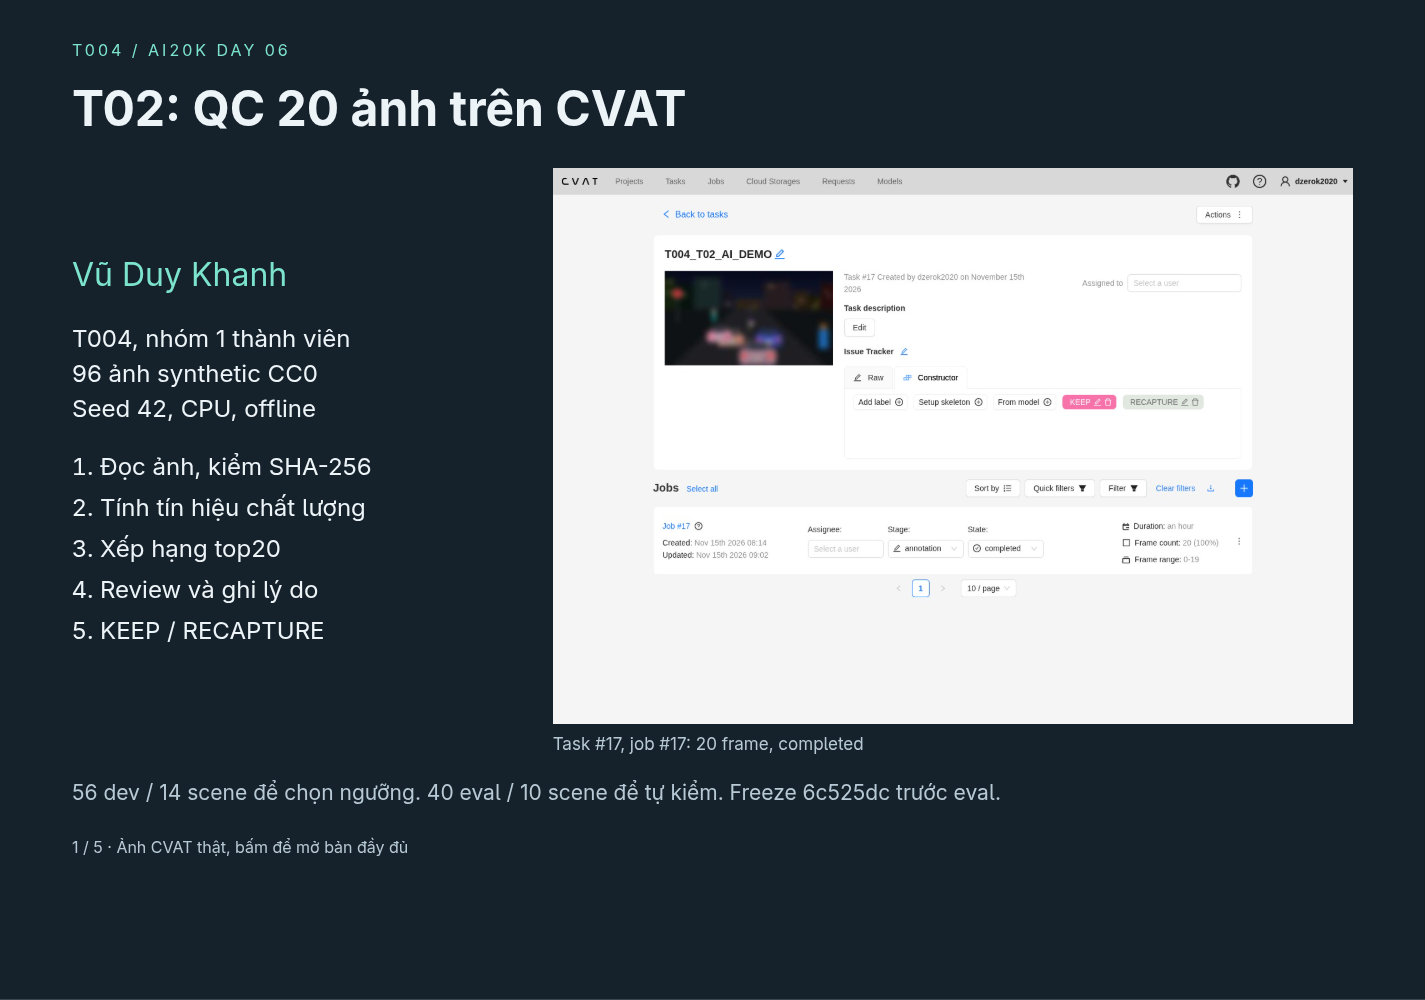 T004 / AI20K DAY 06
T02: QC 20 ảnh trên CVAT
Vũ Duy Khanh
T004, nhóm 1 thành viên
96 ảnh synthetic CC0
Seed 42, CPU, offline
1. Đọc ảnh, kiểm SHA-256
2. Tính tín hiệu chất lượng
3. Xếp hạng top20
4. Review và ghi lý do
5. KEEP / RECAPTURE
CVAT Projects Tasks Jobs Cloud Storages Requests Models dzerok2020
Back to tasks
Actions
T004_T02_AI_DEMO
Task #17 Created by dzerok2020 on November 15th
2026
Assigned to Select a user
Task description
Edit
Issue Tracker
Raw Constructor
Add label Setup skeleton From model KEEP RECAPTURE
Jobs Select all Sort by Quick filters Filter Clear filters
Job #17
Created: Nov 15th 2026 08:14
Updated: Nov 15th 2026 09:02
Assignee: Stage: State:
Select a user annotation completed
Duration: an hour
Frame count: 20 (100%)
Frame range: 0-19
1 10 / page
Task #17, job #17: 20 frame, completed
56 dev / 14 scene để chọn ngưỡng. 40 eval / 10 scene để tự kiểm. Freeze 6c525dc trước eval.
1 / 5 · Ảnh CVAT thật, bấm để mở bản đầy đủ